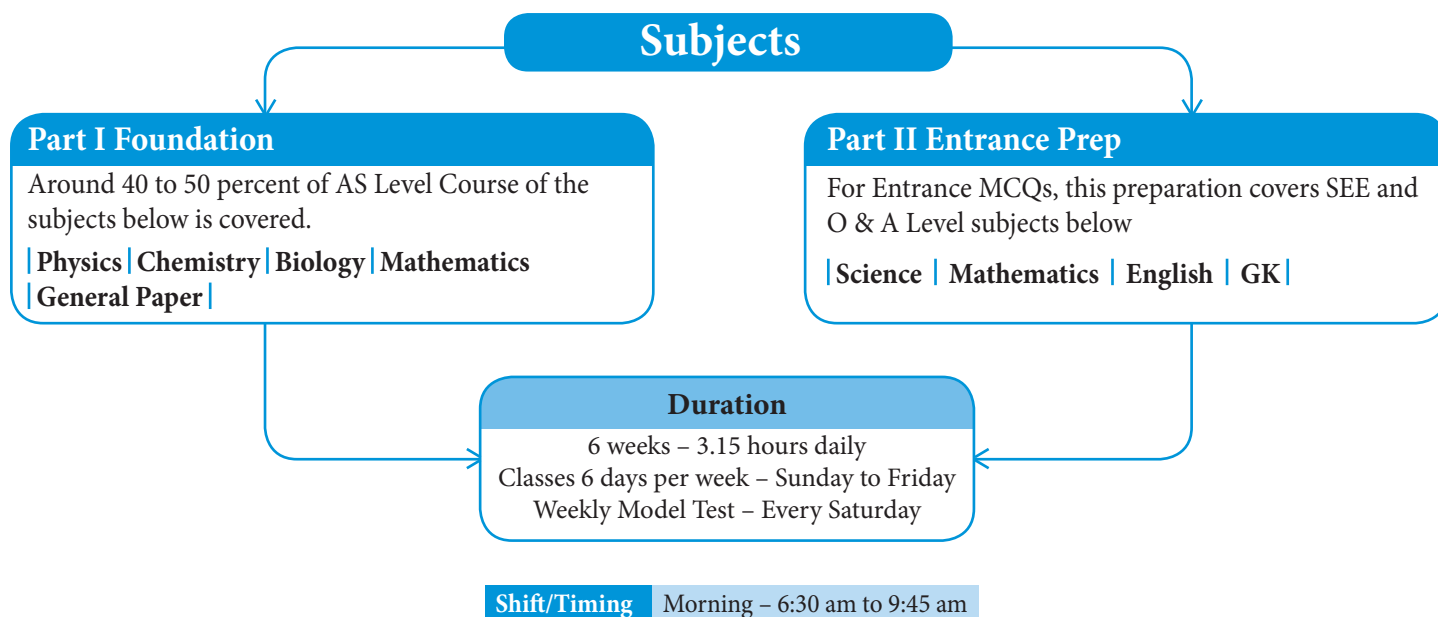 Subjects
Part I Foundation
Around 40 to 50 percent of AS Level Course of the
subjects below is covered.
| Physics | Chemistry | Biology | Mathematics
| General Paper |
Part II Entrance Prep
For Entrance MCQs, this preparation covers SEE and
O & A Level subjects below
| Science | Mathematics | English | GK |
Duration
6 weeks – 3.15 hours daily
Classes 6 days per week – Sunday to Friday
Weekly Model Test – Every Saturday
Shift/Timing Morning – 6:30 am to 9:45 am